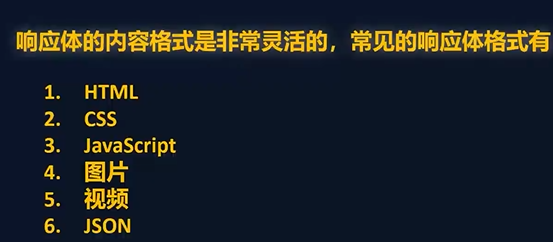 响应体的内容格式是非常灵活的，常见的响应体格式有
1. HTML
2. CSS
3. JavaScript
4. 图片
5. 视频
6. JSON